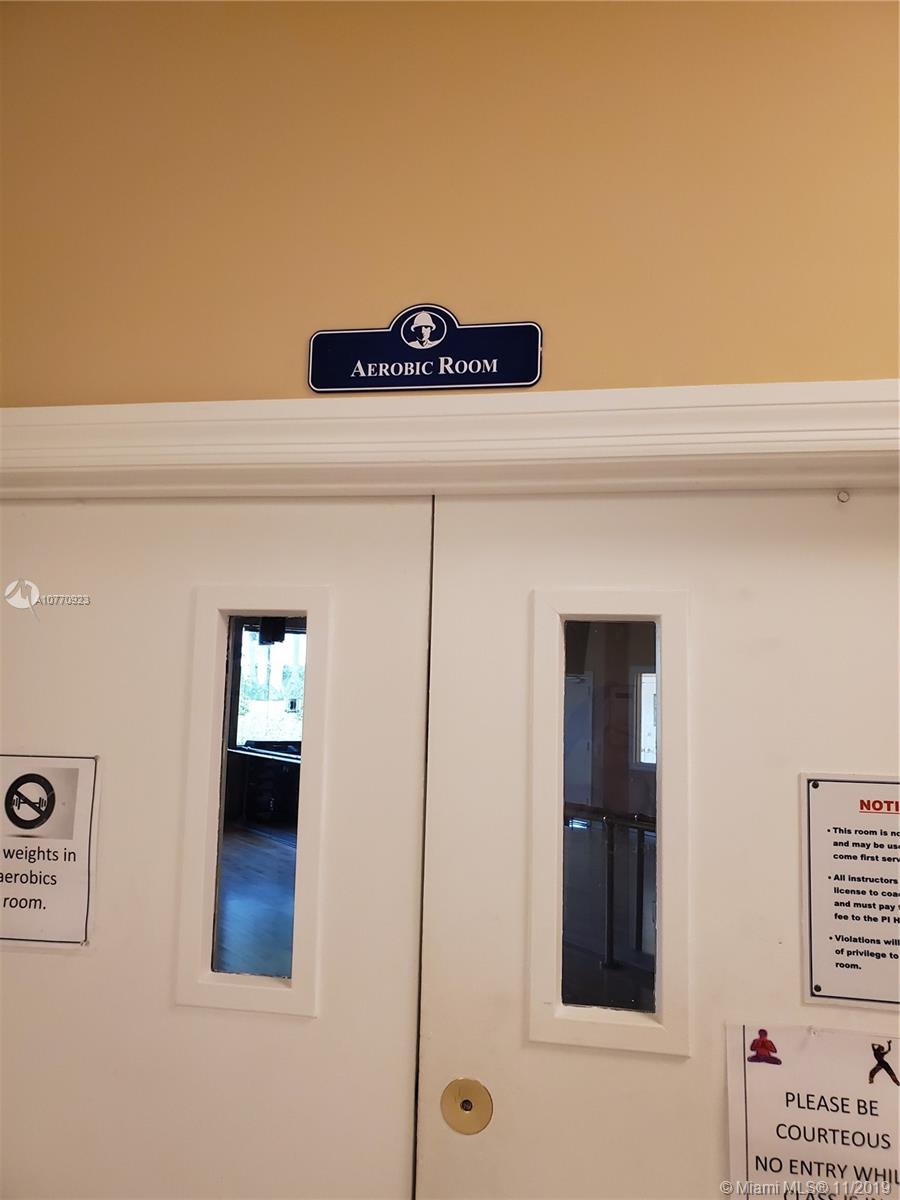 AEROBIC ROOM
A10770923
weights in
aerobics
room.
NOTI
• This room is no
and may be use
come first serv
• All instructors
license to coa
and must pay
fee to the PI H
• Violations will
of privilege to
room.
PLEASE BE
COURTEOUS
NO ENTRY WHIL
© Miami MLS® 11/2019